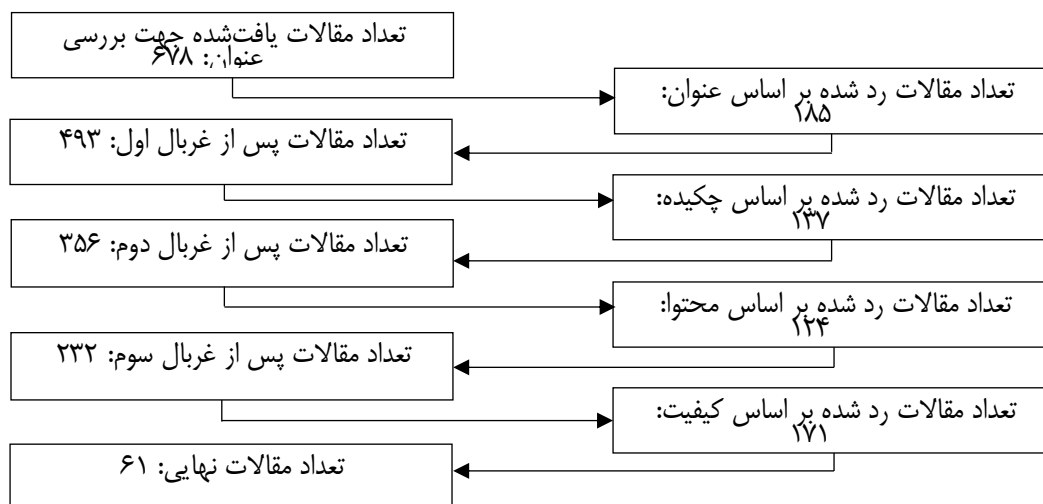 تعداد مقالات یافت‌شده جهت بررسی
عنوان: ۶۷۸
تعداد مقالات رد شده بر اساس عنوان:
۱۸۵
تعداد مقالات پس از غربال اول: ۴۹۳
تعداد مقالات رد شده بر اساس چکیده:
۱۳۷
تعداد مقالات پس از غربال دوم: ۳۵۶
تعداد مقالات رد شده بر اساس محتوا:
۱۲۴
تعداد مقالات پس از غربال سوم: ۲۳۲
تعداد مقالات رد شده بر اساس کیفیت:
۱۷۱
تعداد مقالات نهایی: ۶۱